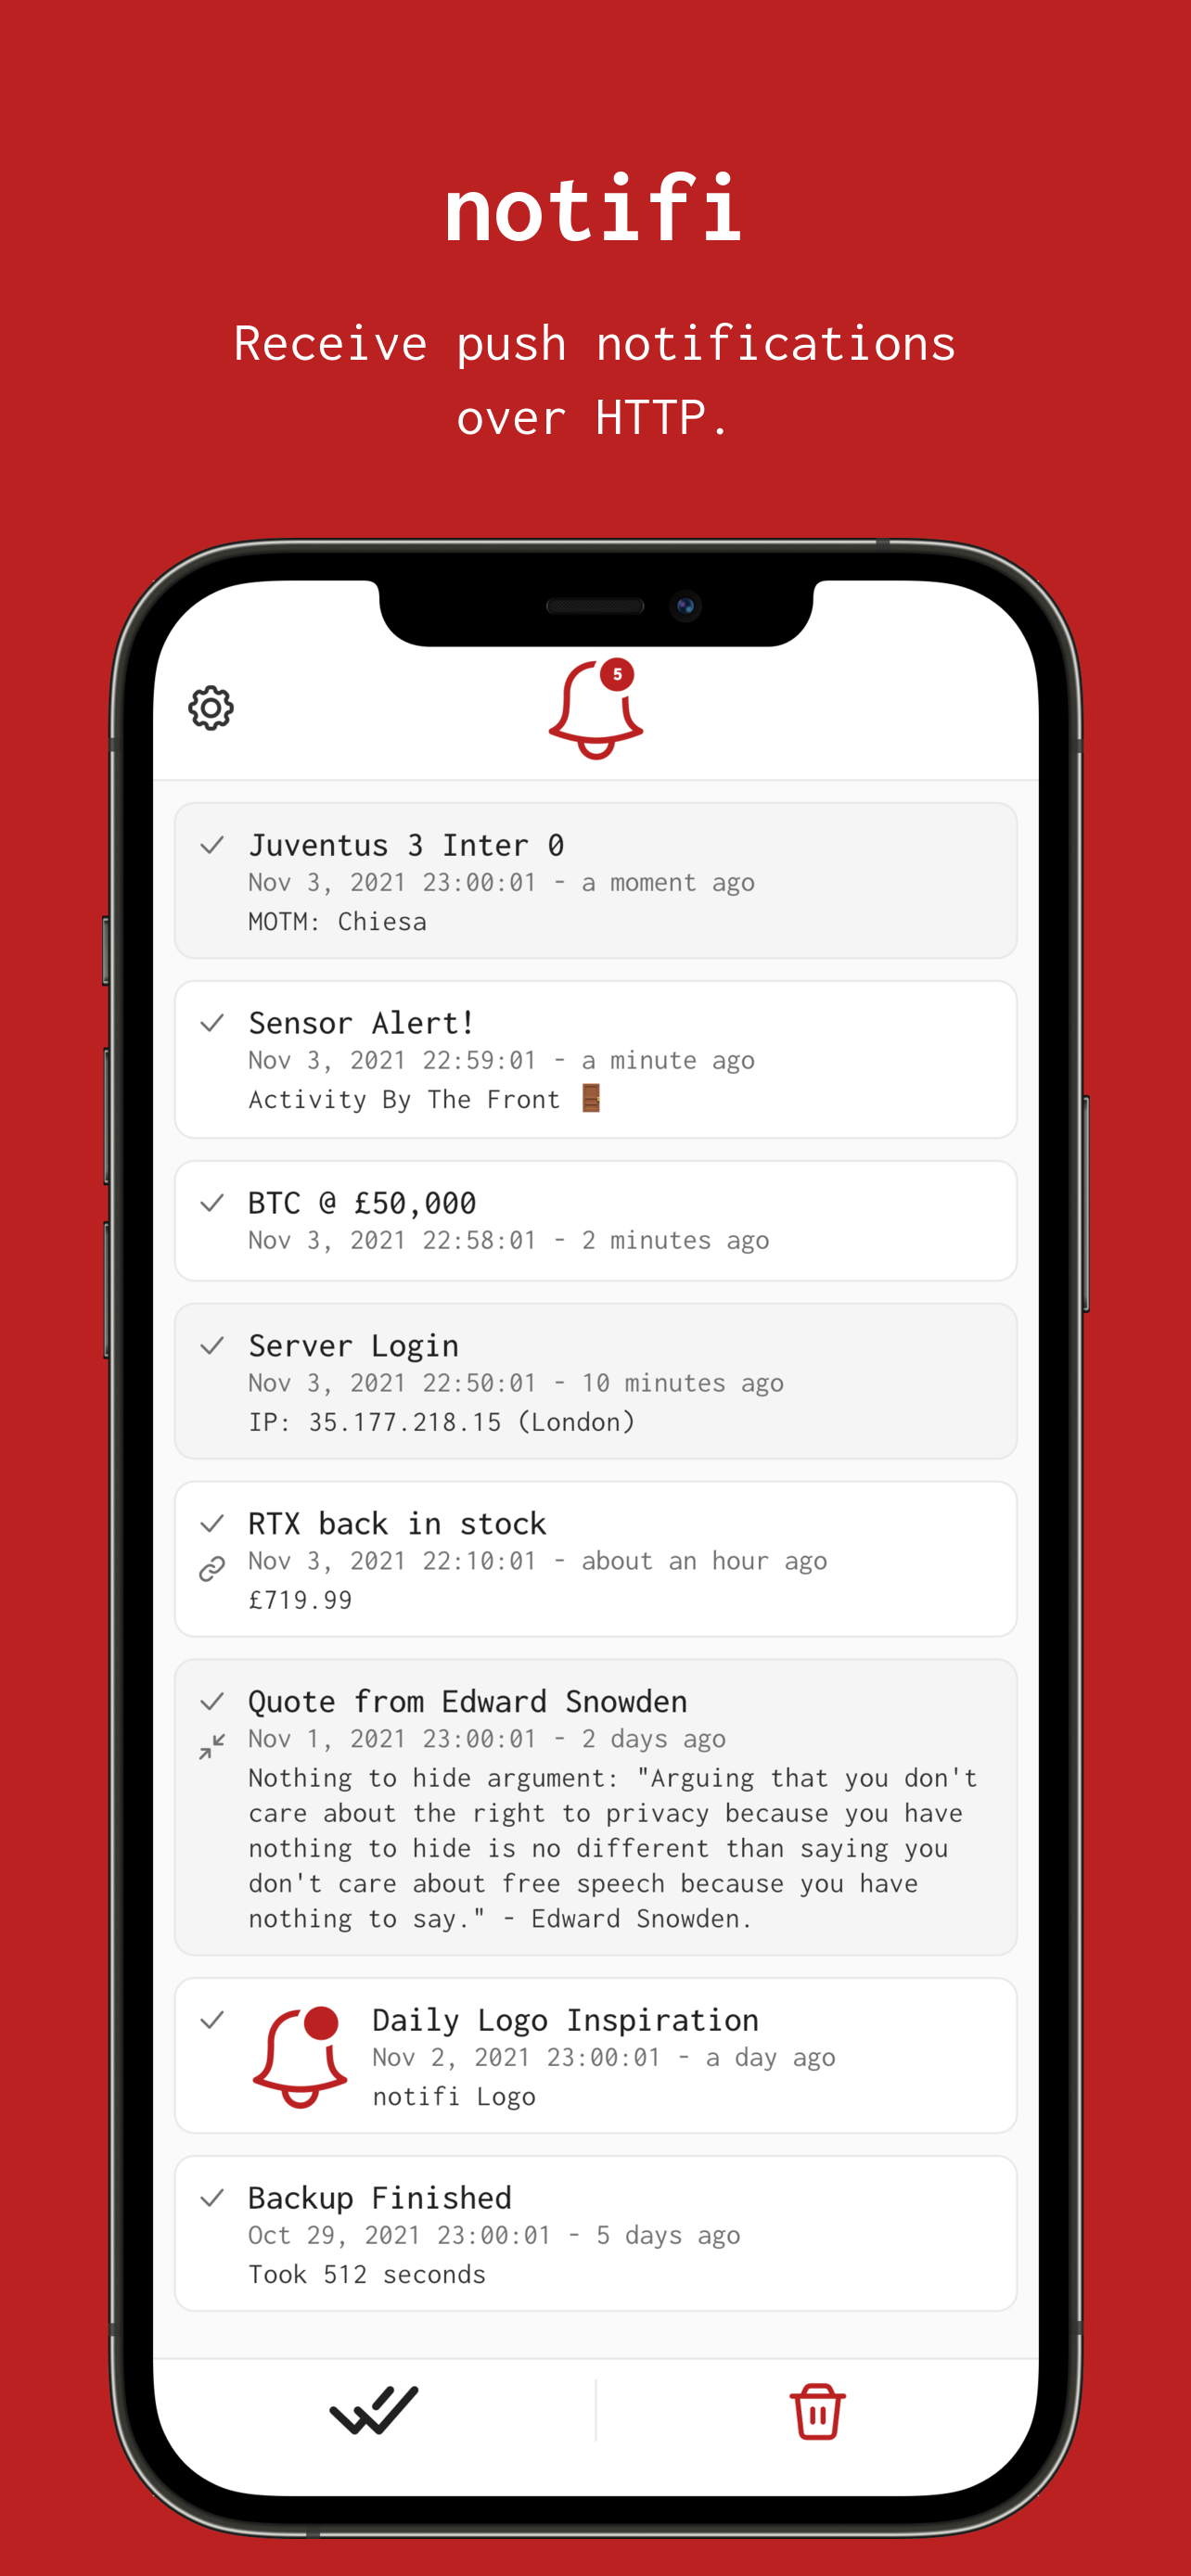 notifi
Receive push notifications
over HTTP.
5
Juventus 3 Inter 0
Nov 3, 2021 23:00:01 - a moment ago
MOTM: Chiesa
Sensor Alert!
Nov 3, 2021 22:59:01 - a minute ago
Activity By The Front 🚪
BTC @ £50,000
Nov 3, 2021 22:58:01 - 2 minutes ago
Server Login
Nov 3, 2021 22:50:01 - 10 minutes ago
IP: 35.177.218.15 (London)
RTX back in stock
Nov 3, 2021 22:10:01 - about an hour ago
£719.99
Quote from Edward Snowden
Nov 1, 2021 23:00:01 - 2 days ago
Nothing to hide argument: "Arguing that you don't
care about the right to privacy because you have
nothing to hide is no different than saying you
don't care about free speech because you have
nothing to say." - Edward Snowden.
Daily Logo Inspiration
Nov 2, 2021 23:00:01 - a day ago
notifi Logo
Backup Finished
Oct 29, 2021 23:00:01 - 5 days ago
Took 512 seconds